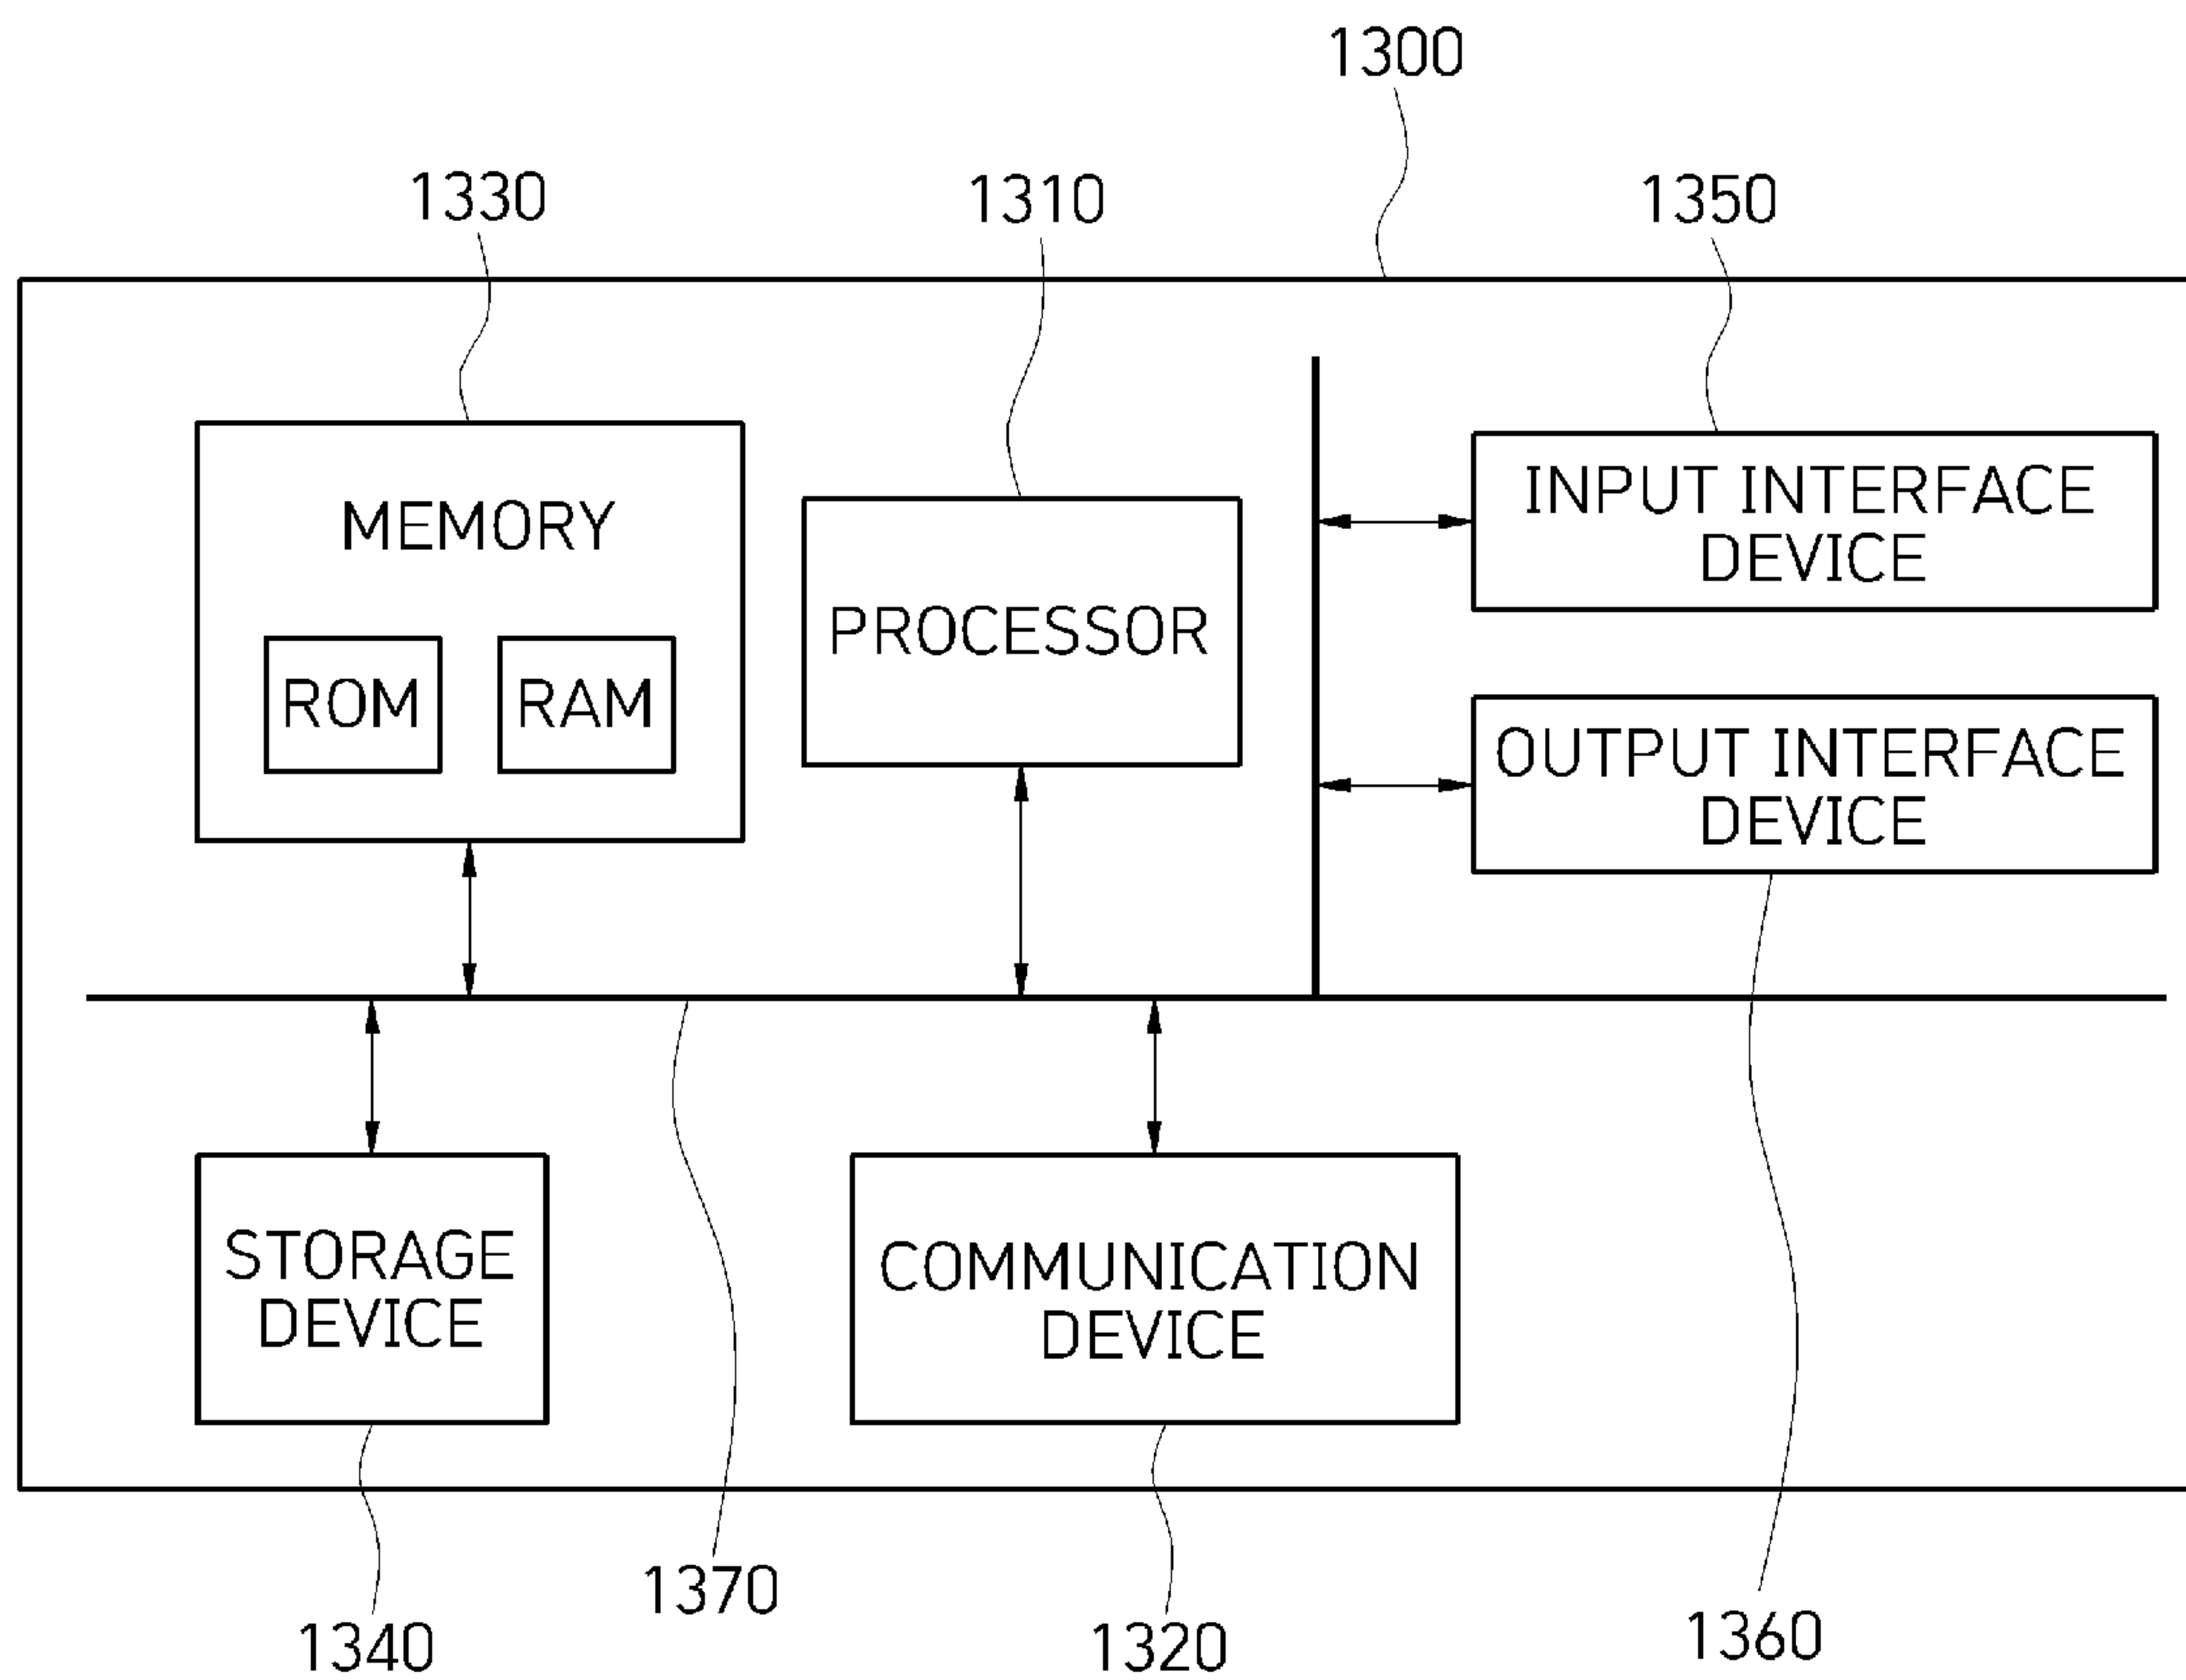 1300
1330
1310
1350
MEMORY
ROM
RAM
PROCESSOR
INPUT INTERFACE
DEVICE
OUTPUT INTERFACE
DEVICE
STORAGE
DEVICE
COMMUNICATION
DEVICE
1370
1340
1320
1360